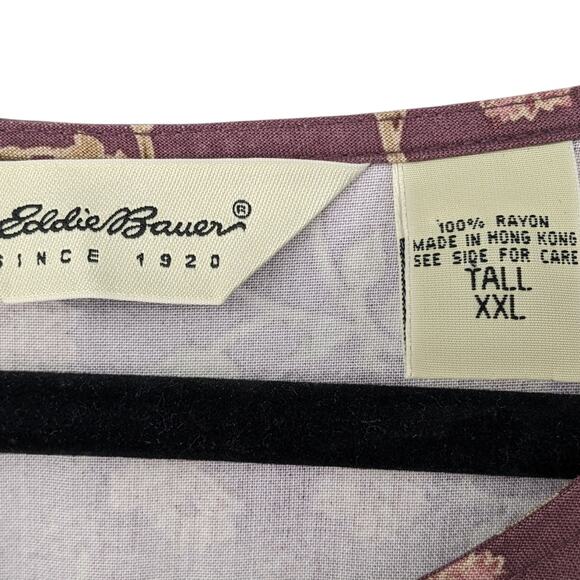 Eddie Bauer®
SINCE 1920
100% RAYON
MADE IN HONG KONG
SEE SIDE FOR CARE
TALL
XXL